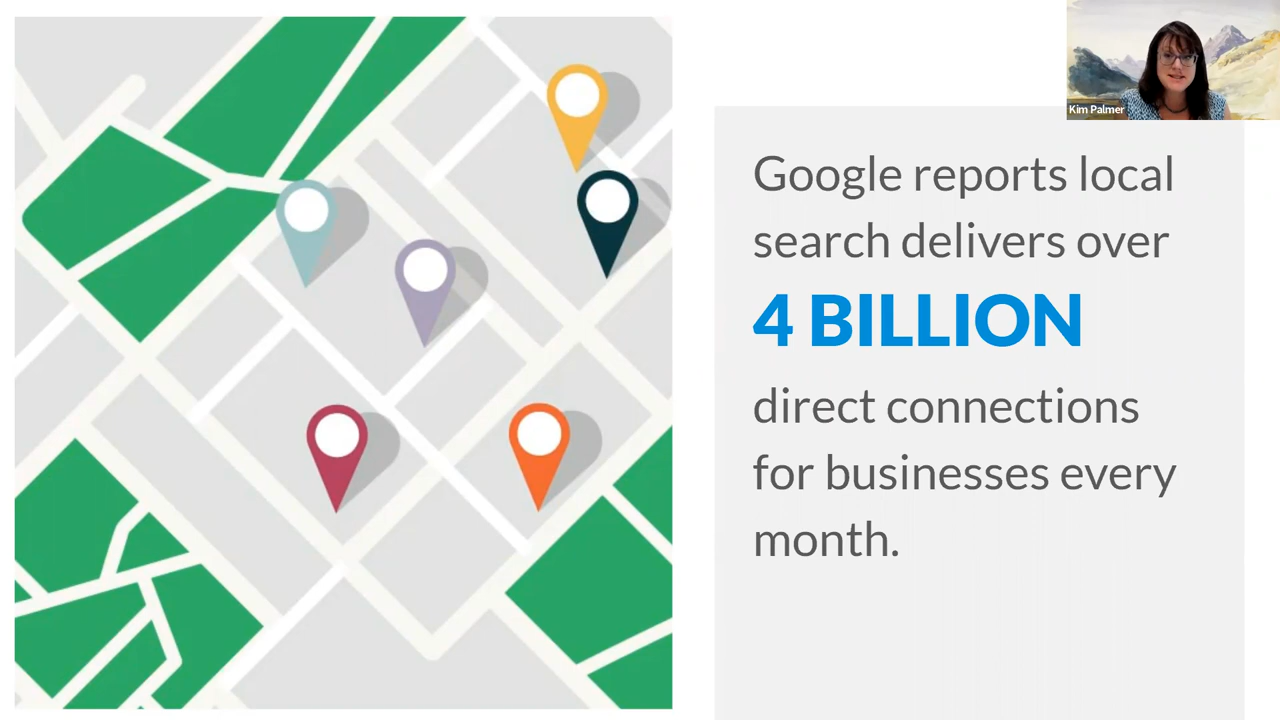 Kim Palmer
Google reports local
search delivers over
4 BILLION
direct connections
for businesses every
month.